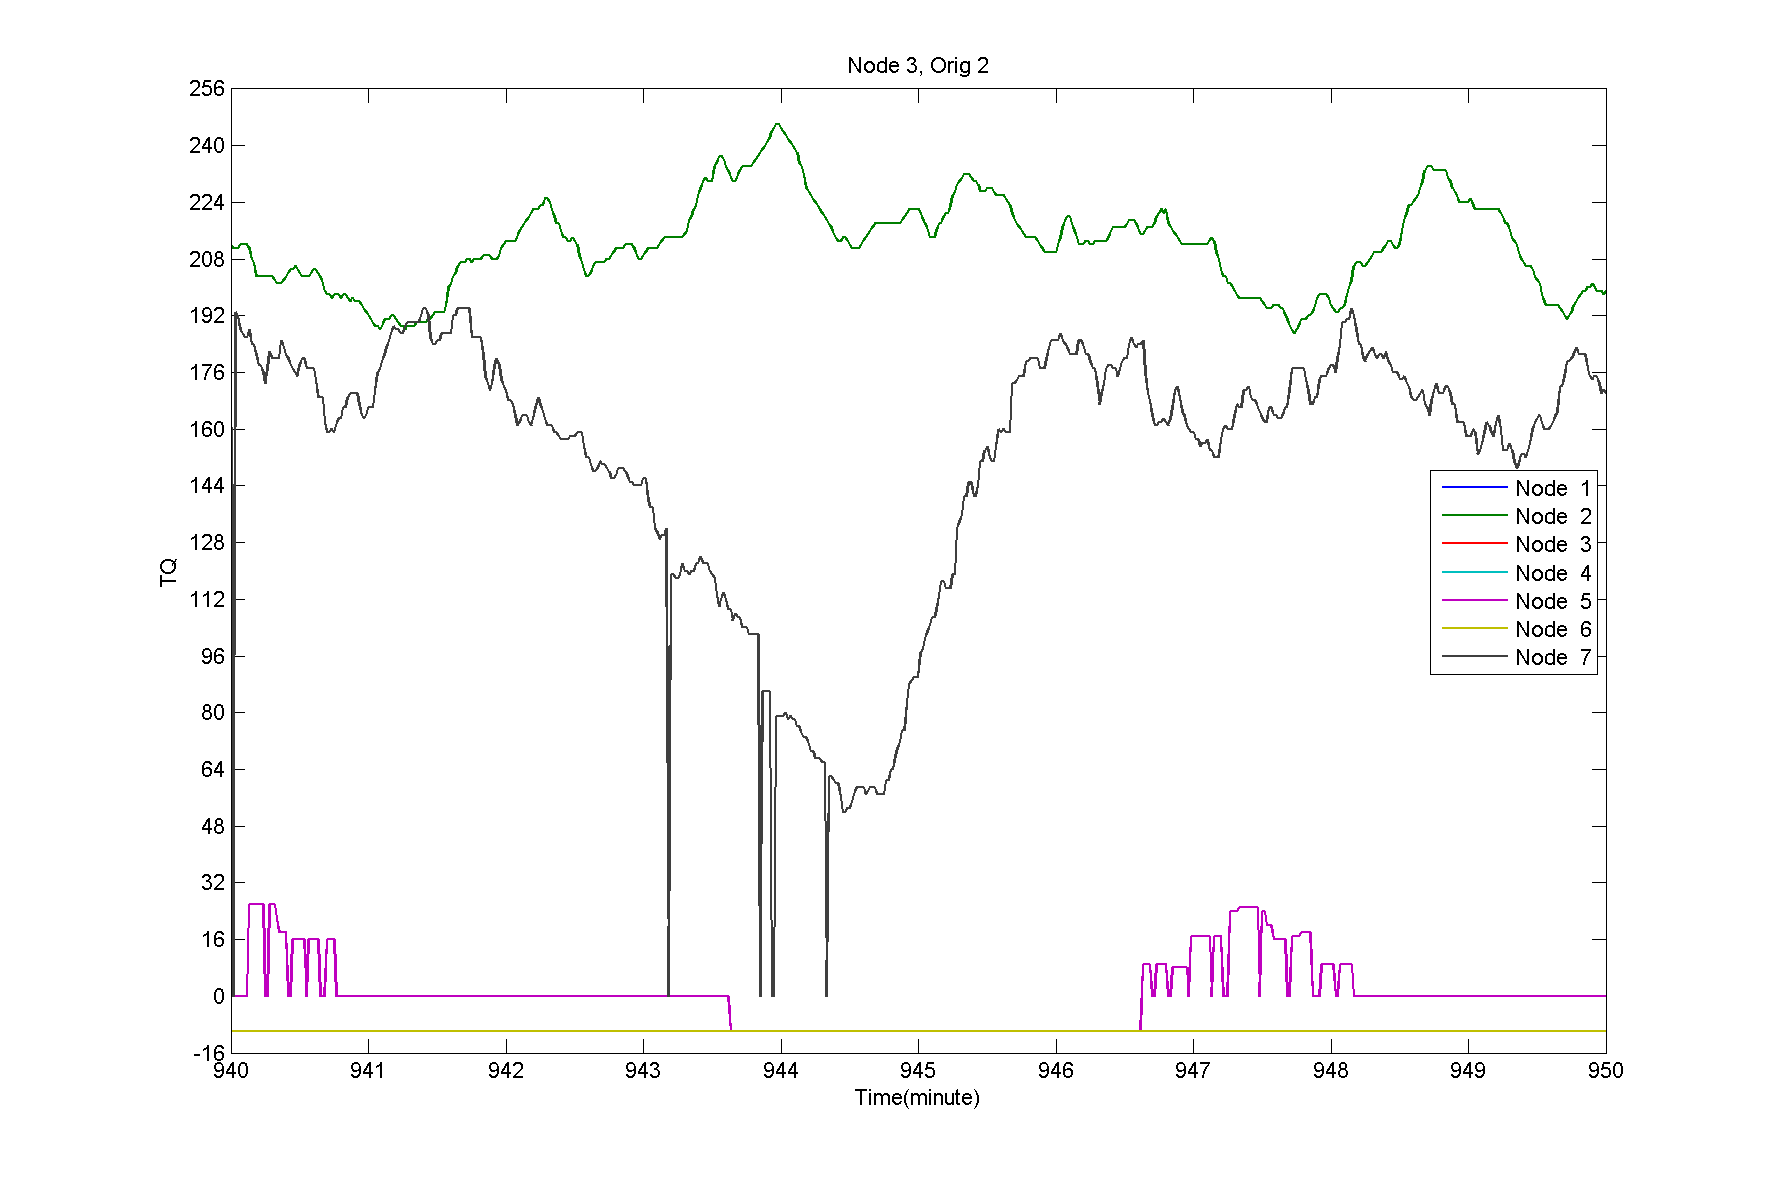 Node 3, Orig 2
256
240
224
208
192
176
160
144
128
112
96
80
64
48
32
16
0
-16
TQ
940 941 942 943 944 945 946 947 948 949 950
Time(minute)
Node 1
Node 2
Node 3
Node 4
Node 5
Node 6
Node 7